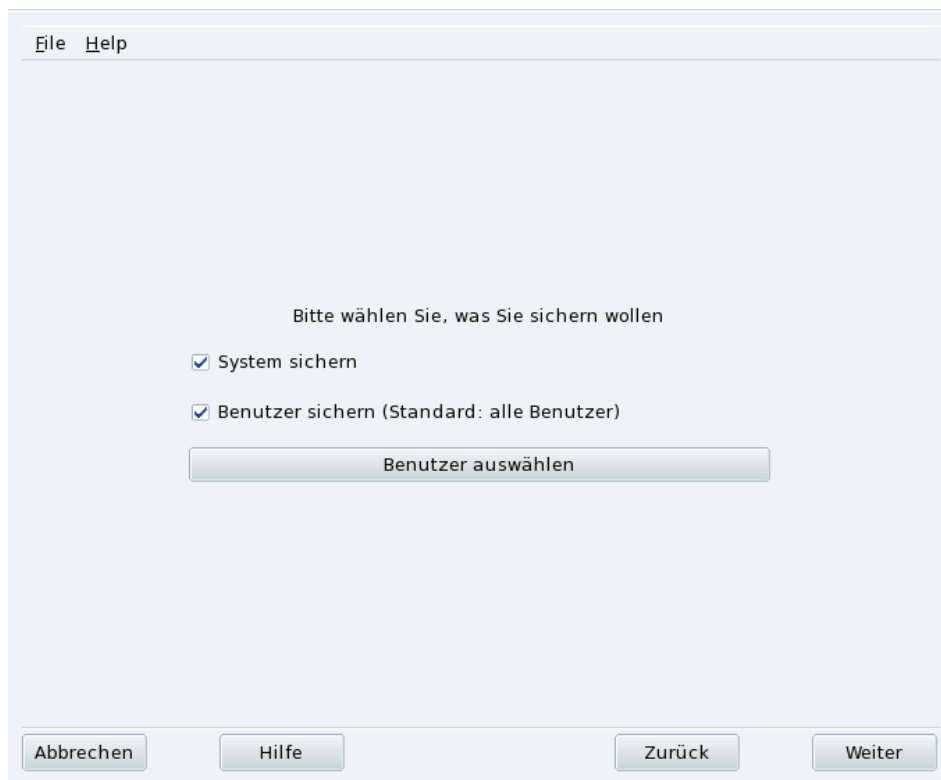 File Help
Bitte wählen Sie, was Sie sichern wollen
System sichern
Benutzer sichern (Standard: alle Benutzer)
Benutzer auswählen
Abbrechen Hilfe Zurück Weiter